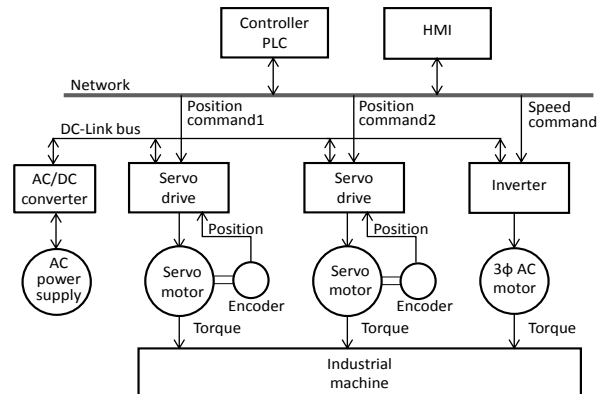 Controller
PLC
HMI
Network
Position
command1
Position
command2
Speed
command
DC-Link bus
AC/DC
converter
Servo
drive
Servo
drive
Inverter
Position
Position
AC
power
supply
Servo
motor
Encoder
Servo
motor
Encoder
3ϕ AC
motor
Torque
Torque
Torque
Industrial
machine